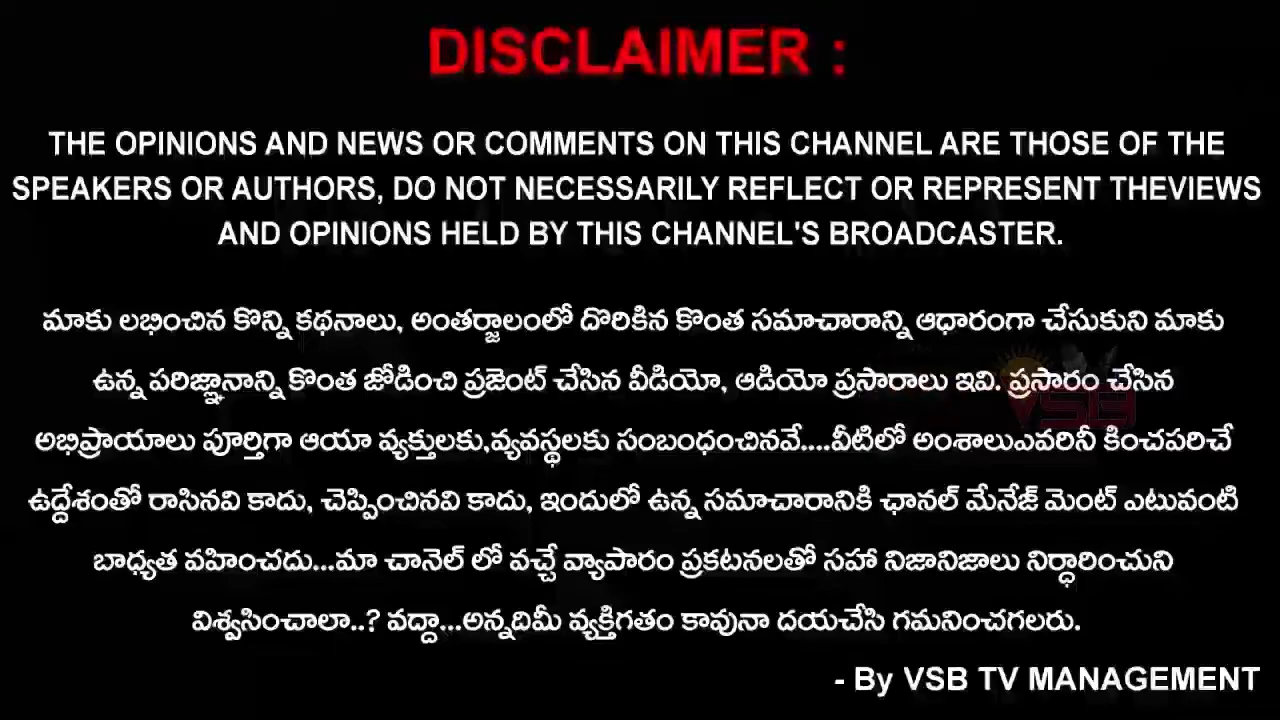 DISCLAIMER :
THE OPINIONS AND NEWS OR COMMENTS ON THIS CHANNEL ARE THOSE OF THE
SPEAKERS OR AUTHORS, DO NOT NECESSARILY REFLECT OR REPRESENT THEVIEWS
AND OPINIONS HELD BY THIS CHANNEL'S BROADCASTER.
మాకు లభించిన కొన్ని కథనాలు, అంతర్జాలంలో దొరికిన కొంత సమాచారాన్ని ఆధారంగా చేసుకుని మాకు
ఉన్న పరిజ్ఞానాన్ని కొంత జోడించి ప్రజెంట్ చేసిన వీడియో, ఆడియో ప్రసారాలు ఇవి. ప్రసారం చేసిన
అభిప్రాయాలు పూర్తిగా ఆయా వ్యక్తులకు,వ్యవస్థలకు సంబంధంచినవే....వీటిలో అంశాలుఎవరినీ కించపరిచే
ఉద్దేశంతో రాసినవి కాదు, చెప్పించినవి కాదు, ఇందులో ఉన్న సమాచారానికి ఛానల్ మేనేజ్ మెంట్ ఎటువంటి
బాధ్యత వహించదు...మా చానెల్ లో వచ్చే వ్యాపారం ప్రకటనలతో సహా నిజానిజాలు నిర్ధారించుని
విశ్వసించాలా..? వద్దా...అన్నదిమీ వ్యక్తిగతం కావునా దయచేసి గమనించగలరు.
- By VSB TV MANAGEMENT
VSB